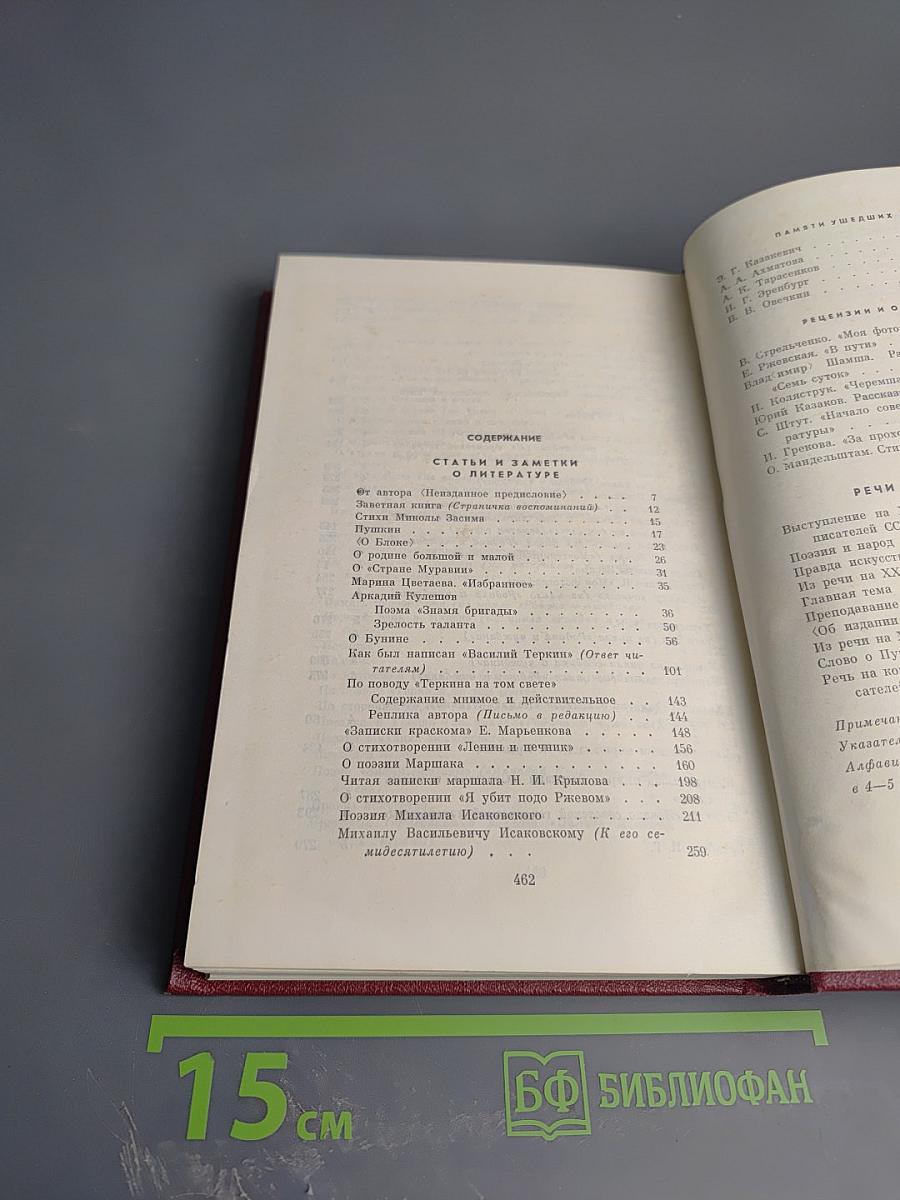 СОДЕРЖАНИЕ
СТАТЬИ И ЗАМЕТКИ
О ЛИТЕРАТУРЕ
От автора 〈Неизданное предисловие〉 . . . . 7
Заветная книга (Страничка воспоминаний) . . 12
Стихи Миколы Засима . . . . . . . . . . 15
Пушкин . . . . . . . . . . . . . . . . 17
〈О Блоке〉 . . . . . . . . . . . . . . . 23
О родине большой и малой . . . . . . . . 26
О «Стране Муравии» . . . . . . . . . . . 31
Марина Цветаева. «Избранное» . . . . . . . 35
Аркадий Кулешов
Поэма «Знамя бригады» . . . . . . . . 36
Зрелость таланта . . . . . . . . . . . 50
О Бунине . . . . . . . . . . . . . . . 56
Как был написан «Василий Теркин» (Ответ чи-
тателям) . . . . . . . . . . . . . . . 101
По поводу «Теркина на том свете»
Содержание мнимое и действительное . . 143
Реплика автора (Письмо в редакцию) . . 144
«Записки краскома» Е. Марьенкова . . . . . 148
О стихотворении «Ленин и печник» . . . . . 156
О поэзии Маршака . . . . . . . . . . . . 160
Читая записки маршала Н. И. Крылова . . . 198
О стихотворении «Я убит подо Ржевом» . . . 208
Поэзия Михаила Исаковского . . . . . . . 211
Михаилу Васильевичу Исаковскому (К его се-
мидесятилетию) . . . 259
462
ПАМЯТИ УШЕДШИХ
Э. Г. Казакевич
А. А. Ахматова
А. К. Тарасенков
И. Г. Эренбург
В. В. Овечкин
РЕЦЕНЗИИ И О
В. Стрельченко. «Моя фото
Е. Ржевская. «В пути»
Влад〈имир〉 Шамша. Ра
«Семь суток»
Н. Коляструк. «Черемша
Юрий Казаков. Рассказ
С. Штут. «Начало сове
ратуры»
И. Грекова. «За прохо
О. Мандельштам. Сти
РЕЧИ
Выступление на
писателей СС
Поэзия и народ
Правда искусств
Из речи на XX
Главная тема
Преподавание
〈Об издании
Из речи на X
Слово о Пу
Речь на ко
сателей
Примечан
Указател
Алфави
в 4—5
15 см
БФ БИБЛИОФАН